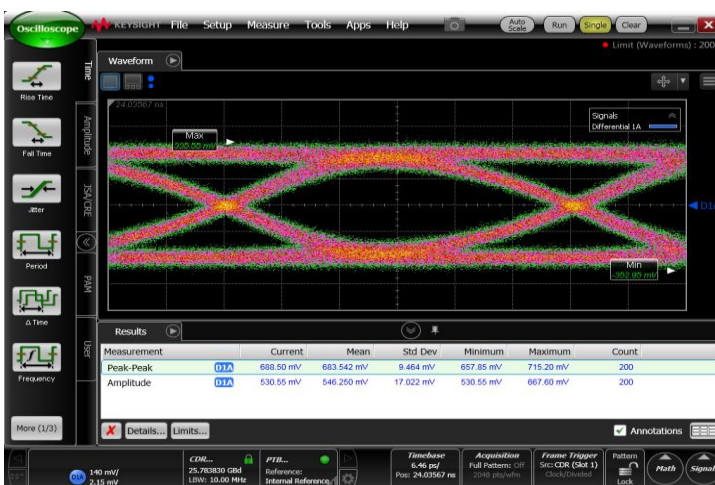 Oscilloscope
KEYSIGHT
File Setup Measure Tools Apps Help
Auto
Scale
Run
Single
Clear
Limit (Waveforms) : 200
Waveform
Time
Rise Time
Amplitude
Fall Time
JSA/CRE
Jitter
Period
PAM
Δ Time
User
Frequency
More (1/3)
24.03567 ns
Max
Signals
Differential 1A
D1A
Min
-352.95 mV
Results
Measurement Current Mean Std Dev Minimum Maximum Count
Peak-Peak D1A 688.50 mV 683.542 mV 9.464 mV 657.85 mV 715.20 mV 200
Amplitude D1A 530.55 mV 546.250 mV 17.022 mV 530.55 mV 667.60 mV 200
Details... Limits... Annotations
D1A
140 mV/
2.15 mV
CDR...
25.783830 GBd
LBW: 10.00 MHz
PTB...
Reference:
Internal Reference
Timebase
6.46 ps/
Pos: 24.03567 ns
Acquisition
Full Pattern: Off
2048 pts/wfm
Frame Trigger
Src: CDR (Slot 1)
Clock/Divided
Pattern
Lock
Math
Signals